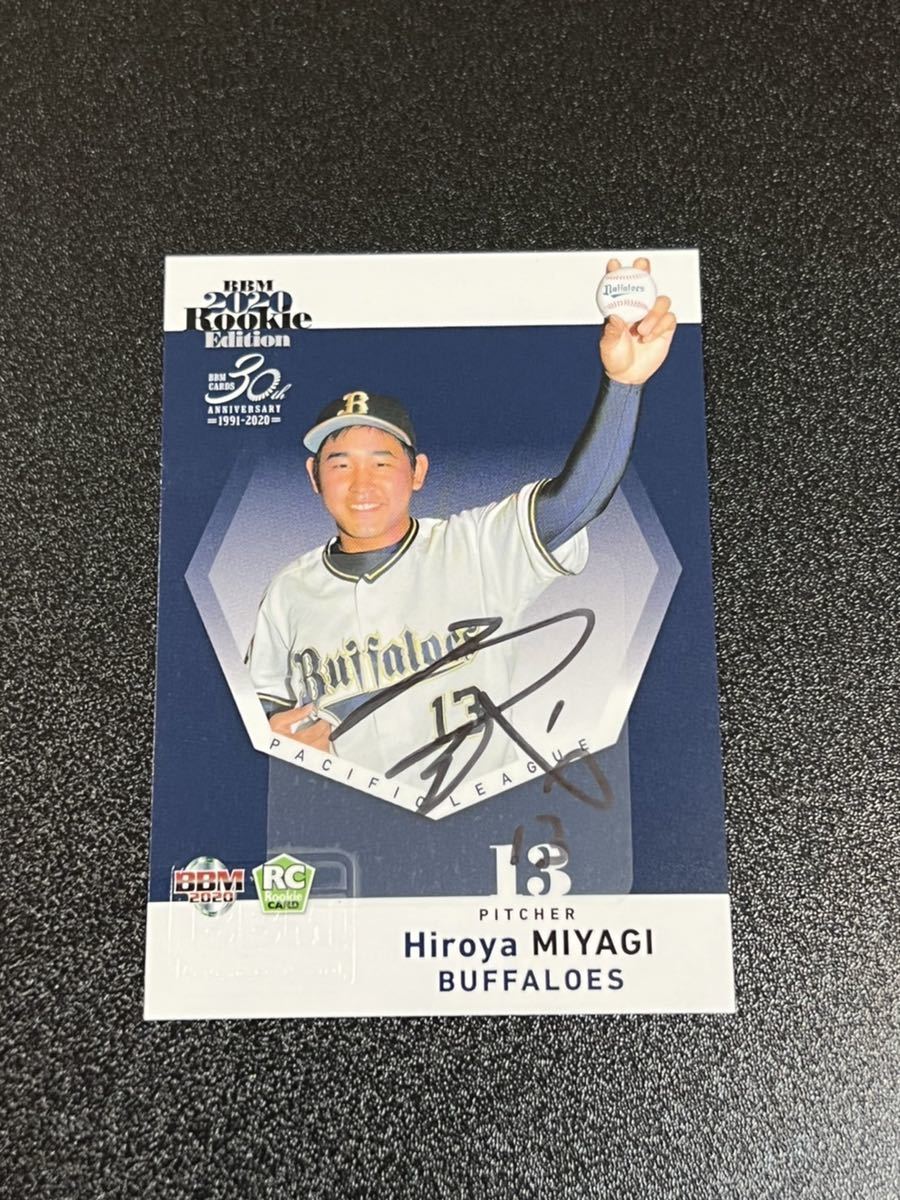 BBM
2020
Rookie
Edition
BBM
CARDS
30th
ANNIVERSARY
1991-2020
Buffaloes
B
Buffaloes
13
PACIFIC LEAGUE
13
13
BBM
2020
RC
Rookie
CARD
PITCHER
Hiroya MIYAGI
BUFFALOES